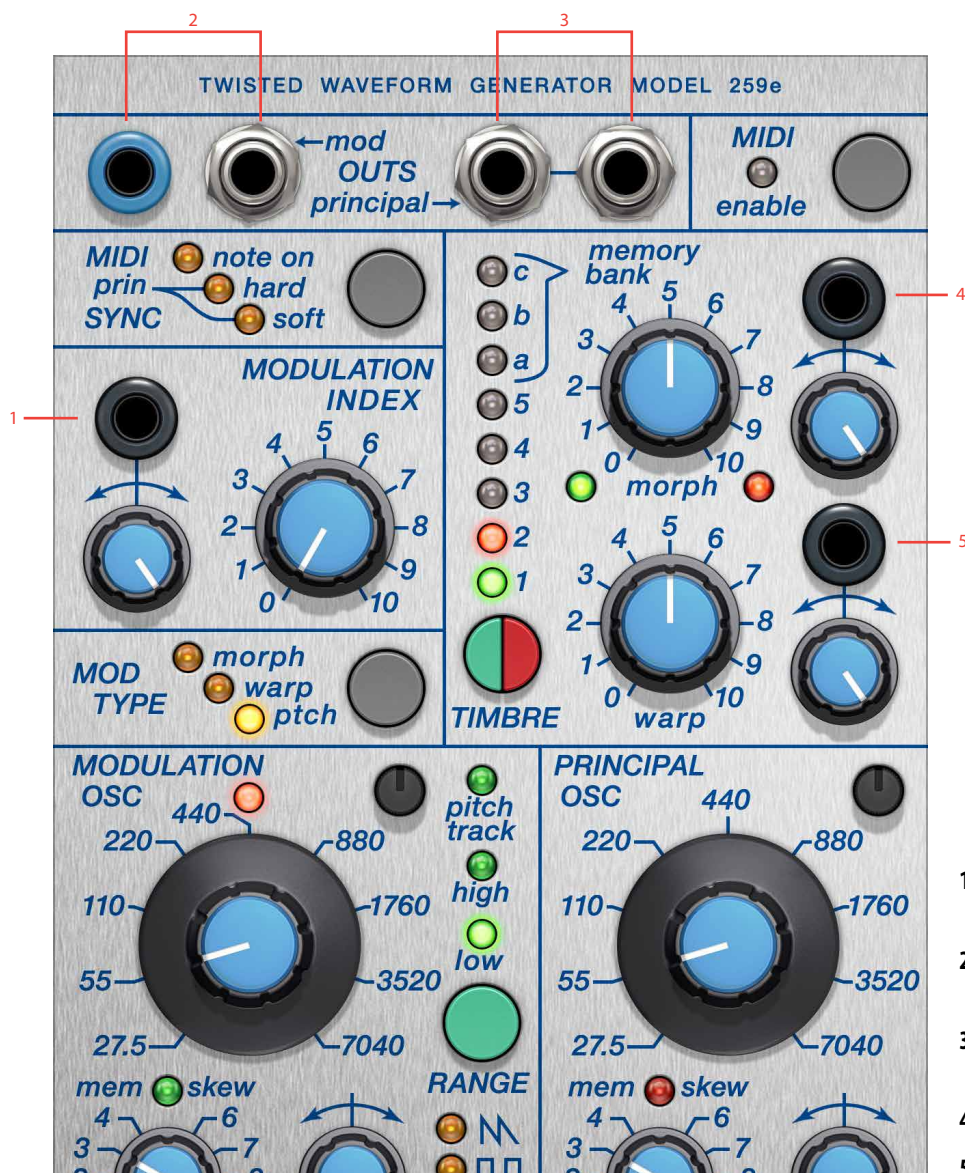 2
3
TWISTED WAVEFORM GENERATOR MODEL 259e
mod
OUTS
principal
MIDI
enable
MIDI
prin
SYNC
note on
hard
soft
memory
bank
c
b
a
5
4
3
2
1
0 1 2 3 4 5 6 7 8 9 10
morph
4
MODULATION
INDEX
1
0 1 2 3 4 5 6 7 8 9 10
0 1 2 3 4 5 6 7 8 9 10
warp
5
TIMBRE
MOD
TYPE
morph
warp
ptch
MODULATION
OSC
27.5 55 110 220 440 880 1760 3520 7040
pitch
track
high
low
RANGE
PRINCIPAL
OSC
27.5 55 110 220 440 880 1760 3520 7040
mem skew
3 4 6 7
mem skew
3 4 6 7
1
2
3
4
5